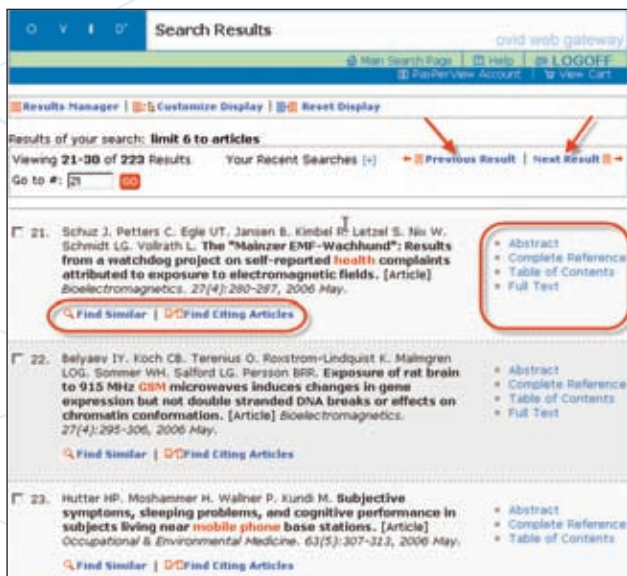 O V I D Search Results
ovid web gateway
Main Search Page | Help | LOGOFF
PayPerView Account | View Cart
Results Manager | Customize Display | Reset Display
Results of your search: limit 6 to articles
Viewing 21-30 of 223 Results Your Recent Searches [+] Previous Result | Next Result
Go to #: 21 GO
21. Schuz J. Petters C. Egle UT. Jansen B. Kimbel R. Letzel S. Nix W.
Schmidt LG. Vollrath L. The "Mainzer EMF-Wachhund": Results
from a watchdog project on self-reported health complaints
attributed to exposure to electromagnetic fields. [Article]
Bioelectromagnetics. 27(4):280-287, 2006 May.
Find Similar | Find Citing Articles
Abstract
Complete Reference
Table of Contents
Full Text
22. Belyaev IY. Koch CB. Terenius O. Roxstrom-Lindquist K. Malmgren
LOG. Sommer WH. Salford LG. Persson BRR. Exposure of rat brain
to 915 MHz GSM microwaves induces changes in gene
expression but not double stranded DNA breaks or effects on
chromatin conformation. [Article] Bioelectromagnetics.
27(4):295-306, 2006 May.
Find Similar | Find Citing Articles
Abstract
Complete Reference
Table of Contents
Full Text
23. Hutter HP. Moshammer H. Wallner P. Kundi M. Subjective
symptoms, sleeping problems, and cognitive performance in
subjects living near mobile phone base stations. [Article]
Occupational & Environmental Medicine. 63(5):307-313, 2006 May.
Find Similar | Find Citing Articles
Abstract
Complete Reference
Table of Contents